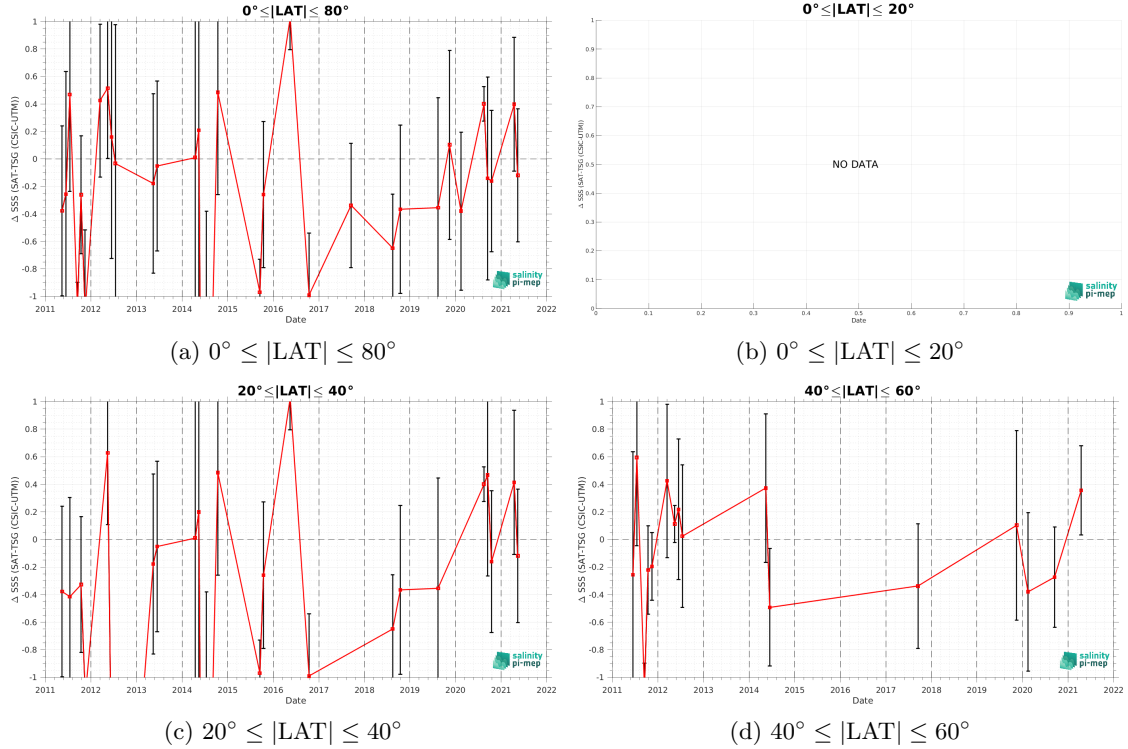 0°≤|LAT|≤ 80°
Δ SSS (SAT-TSG (CSIC-UTM))
1
0.8
0.6
0.4
0.2
0
-0.2
-0.4
-0.6
-0.8
-1
2011 2012 2013 2014 2015 2016 2017 2018 2019 2020 2021 2022
Date
salinity
pi-mep
(a) 0° ≤ |LAT| ≤ 80°
0°≤|LAT|≤ 20°
Δ SSS (SAT-TSG (CSIC-UTM))
1
0.9
0.8
0.7
0.6
0.5
0.4
0.3
0.2
0.1
0
NO DATA
0 0.1 0.2 0.3 0.4 0.5 0.6 0.7 0.8 0.9 1
Date
salinity
pi-mep
(b) 0° ≤ |LAT| ≤ 20°
20°≤|LAT|≤ 40°
Δ SSS (SAT-TSG (CSIC-UTM))
1
0.8
0.6
0.4
0.2
0
-0.2
-0.4
-0.6
-0.8
-1
2011 2012 2013 2014 2015 2016 2017 2018 2019 2020 2021 2022
Date
salinity
pi-mep
(c) 20° ≤ |LAT| ≤ 40°
40°≤|LAT|≤ 60°
Δ SSS (SAT-TSG (CSIC-UTM))
1
0.8
0.6
0.4
0.2
0
-0.2
-0.4
-0.6
-0.8
-1
2011 2012 2013 2014 2015 2016 2017 2018 2019 2020 2021 2022
Date
salinity
pi-mep
(d) 40° ≤ |LAT| ≤ 60°